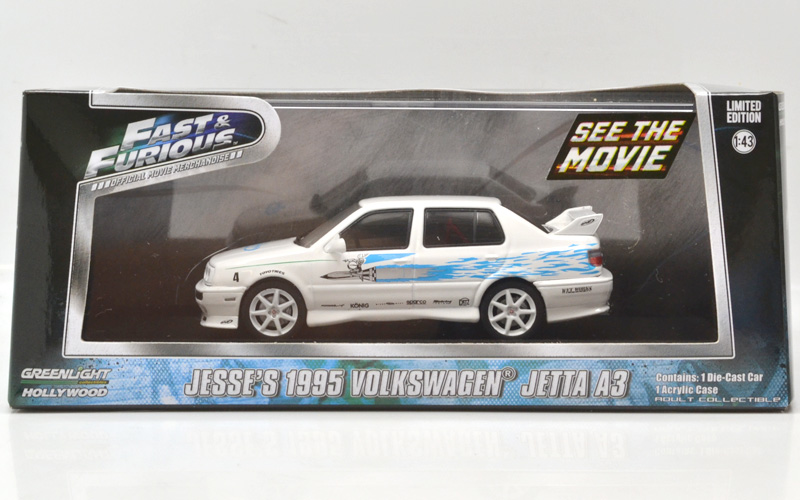 FAST &
FURIOUS
OFFICIAL MOVIE MERCHANDISE
SEE THE
MOVIE
LIMITED
EDITION
1:43
4
KÖNIG
GREENLIGHT
HOLLYWOOD
JESSE'S 1995 VOLKSWAGEN® JETTA A3
Contains: 1 Die-Cast Car
1 Acrylic Case
ADULT COLLECTIBLE